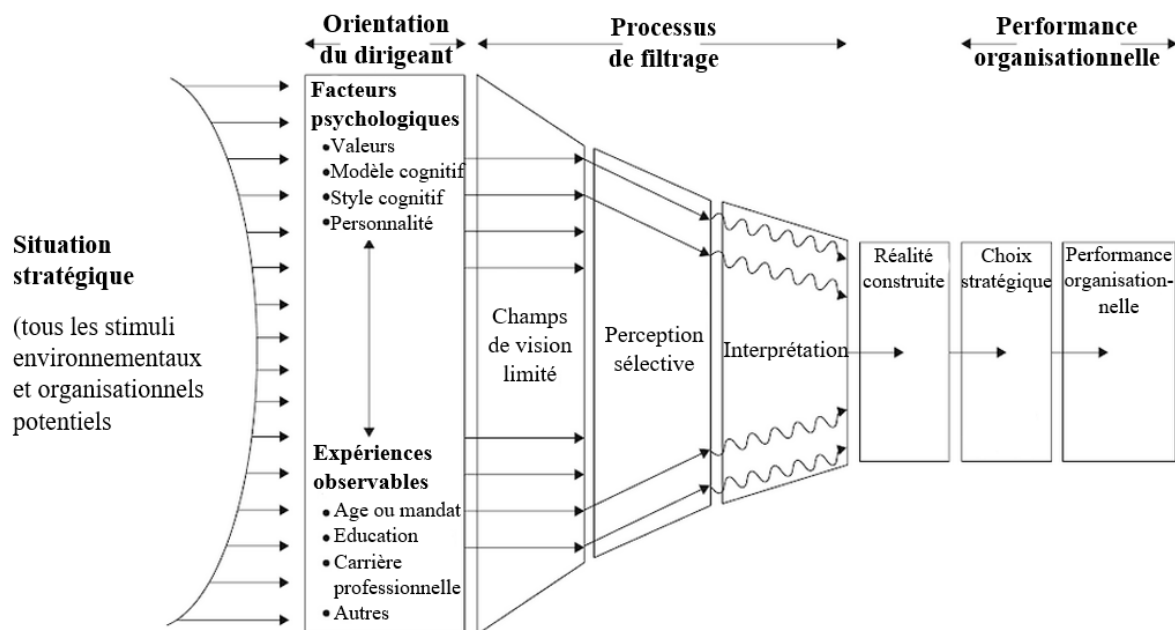 Orientation
du dirigeant
Processus
de filtrage
Performance
organisationnelle
Situation
stratégique
(tous les stimuli
environnementaux
et organisationnels
potentiels
Facteurs
psychologiques
•Valeurs
•Modèle cognitif
•Style cognitif
•Personnalité
Expériences
observables
• Age ou mandat
• Education
• Carrière
professionnelle
• Autres
Champs
de vision
limité
Perception
sélective
Interprétation
Réalité
construite
Choix
stratégique
Performance
organisation-
nelle